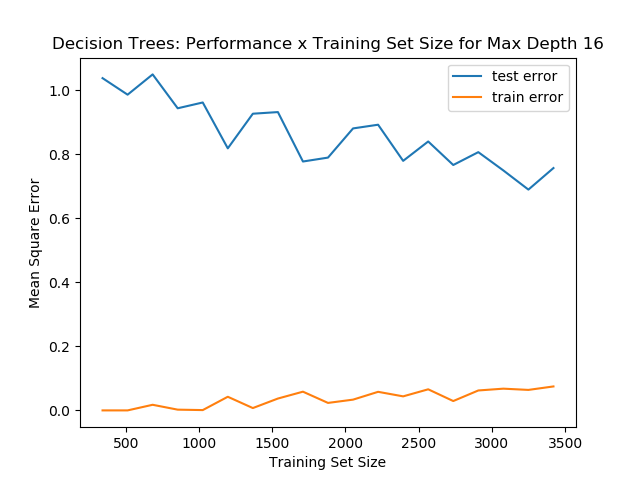 Decision Trees: Performance x Training Set Size for Max Depth 16
test error
train error
1.0
0.8
0.6
0.4
0.2
0.0
Mean Square Error
500 1000 1500 2000 2500 3000 3500
Training Set Size